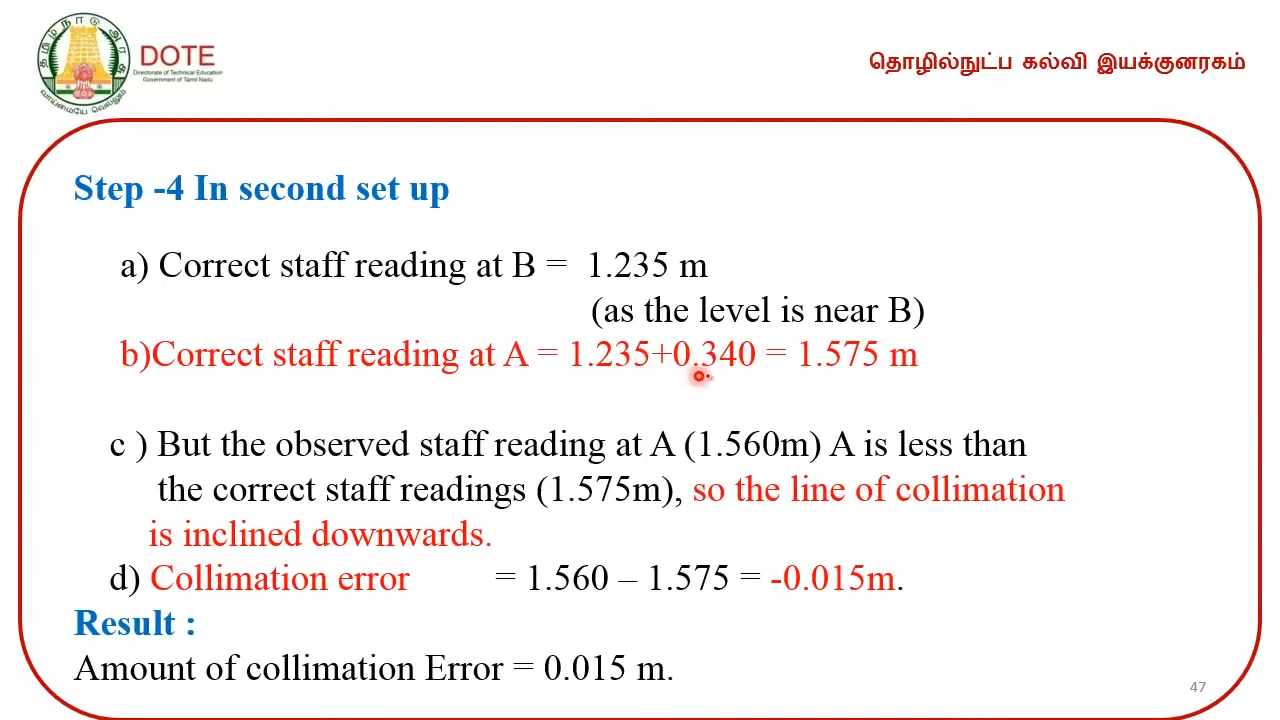 தமிழ்நாடு அரசு
வாய்மையே வெல்லும்
DOTE
Directorate of Technical Education
Government of Tamil Nadu
தொழில்நுட்ப கல்வி இயக்குனரகம்
Step -4 In second set up
a) Correct staff reading at B = 1.235 m
(as the level is near B)
b)Correct staff reading at A = 1.235+0.340 = 1.575 m
c ) But the observed staff reading at A (1.560m) A is less than
the correct staff readings (1.575m), so the line of collimation
is inclined downwards.
d) Collimation error = 1.560 – 1.575 = -0.015m.
Result :
Amount of collimation Error = 0.015 m.
47